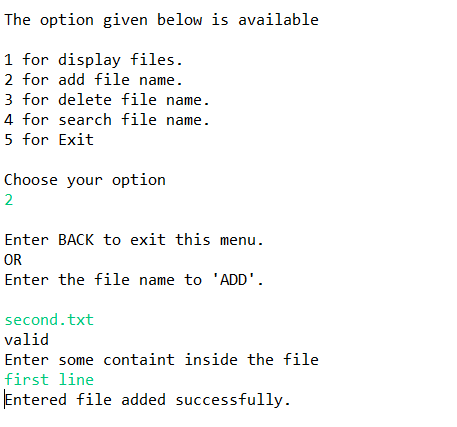 The option given below is available
1 for display files.
2 for add file name.
3 for delete file name.
4 for search file name.
5 for Exit
Choose your option
2
Enter BACK to exit this menu.
OR
Enter the file name to 'ADD'.
second.txt
valid
Enter some containt inside the file
first line
Entered file added successfully.